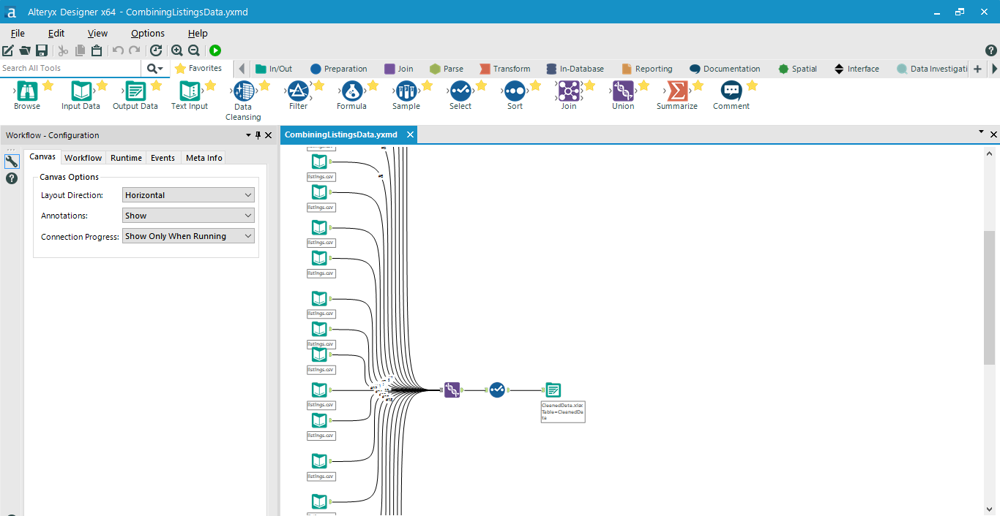 a Alteryx Designer x64 - CombiningListingsData.yxmd
File Edit View Options Help
Search All Tools
Favorites In/Out Preparation Join Parse Transform In-Database Reporting Documentation Spatial Interface Data Investigati
Browse Input Data Output Data Text Input Data Cleansing Filter Formula Sample Select Sort Join Union Summarize Comment
Workflow - Configuration
CombiningListingsData.yxmd
Canvas Workflow Runtime Events Meta Info
Canvas Options
Layout Direction: Horizontal
Annotations: Show
Connection Progress: Show Only When Running
listings.csv
listings.csv
listings.csv
listings.csv
listings.csv
listings.csv
listings.csv
listings.csv
listings.csv
listings.csv
listings.csv
CleanedData.xlsx
Table=CleanedDa
ta